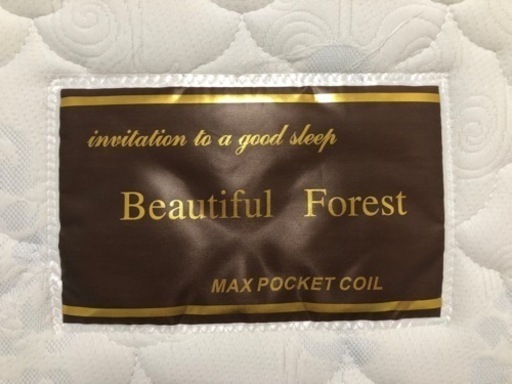 invitation to a good sleep
Beautiful Forest
MAX POCKET COIL